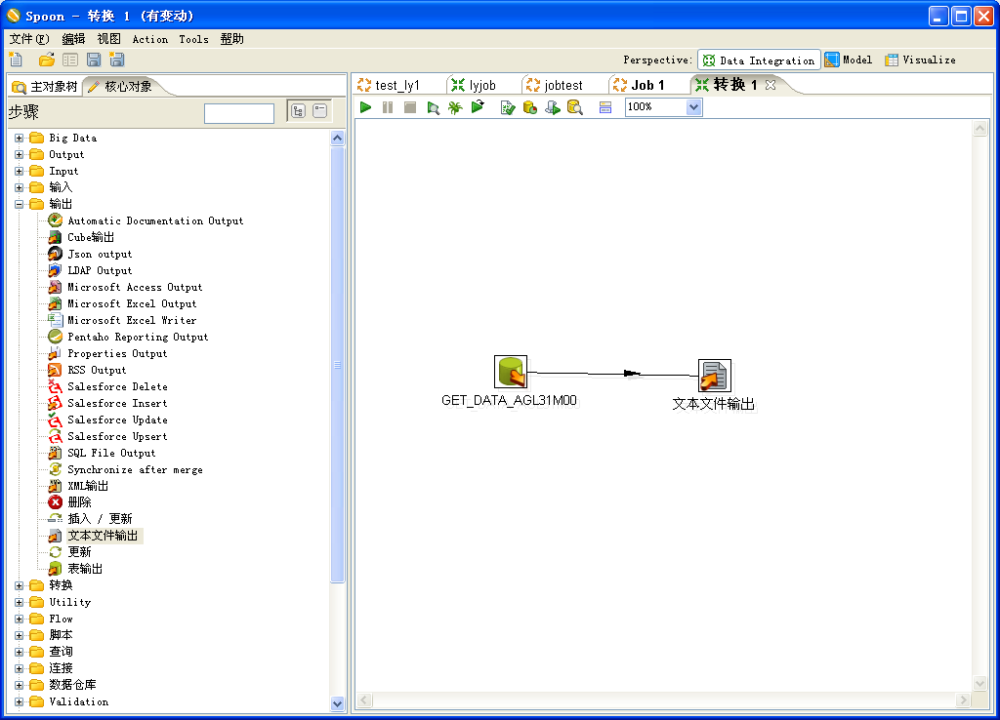 Spoon - 转换 1 (有变动)
文件(F) 编辑 视图 Action Tools 帮助
Perspective: Data Integration Model Visualize
主对象树 核心对象
test_ly1 lyjob jobtest Job 1 转换 1
步骤
100%
Big Data
Output
Input
输入
输出
Automatic Documentation Output
Cube输出
Json output
LDAP Output
Microsoft Access Output
Microsoft Excel Output
Microsoft Excel Writer
Pentaho Reporting Output
Properties Output
RSS Output
Salesforce Delete
Salesforce Insert
Salesforce Update
Salesforce Upsert
SQL File Output
Synchronize after merge
XML输出
删除
插入 / 更新
文本文件输出
更新
表输出
转换
Utility
Flow
脚本
查询
连接
数据仓库
Validation
GET_DATA_AGL31M00
文本文件输出